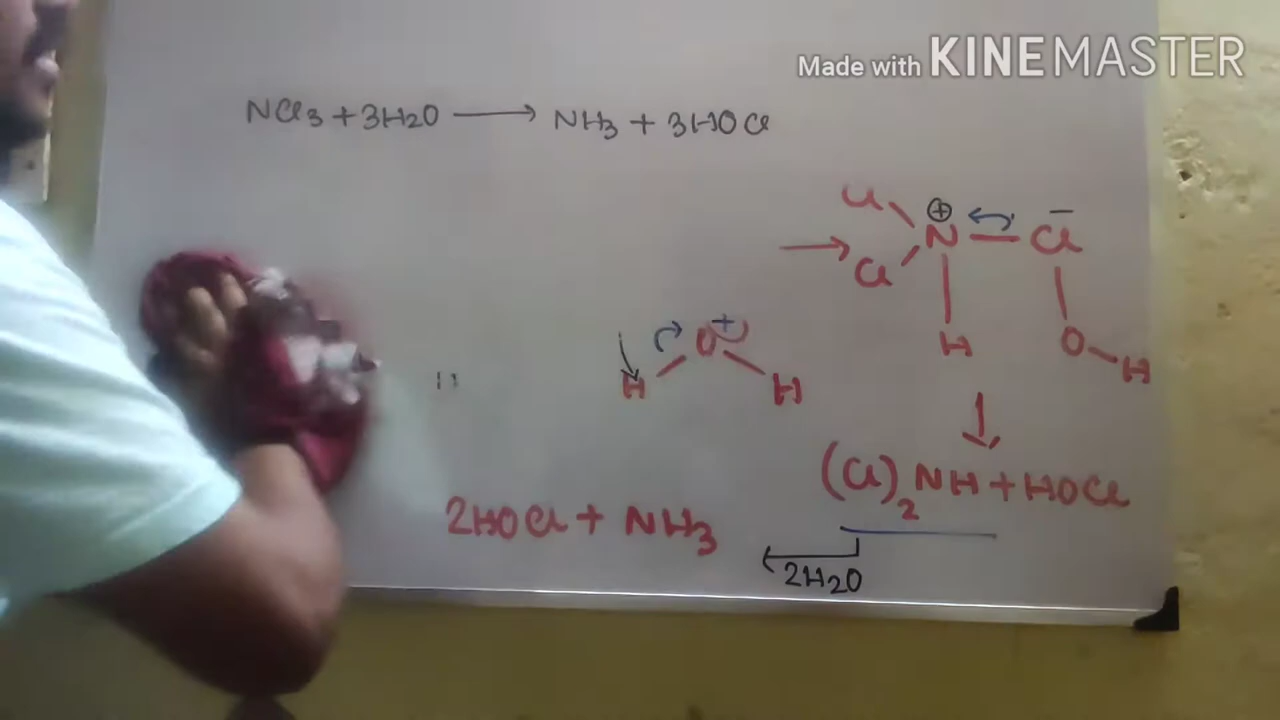 Made with KINEMASTER
NCl3 + 3H2O ⟶ NH3 + 3HOCl
Cl ⊕ −
→ N — Cl
Cl
O +
H O H
H H
(Cl)2NH + HOCl
2HOCl + NH3
2H2O